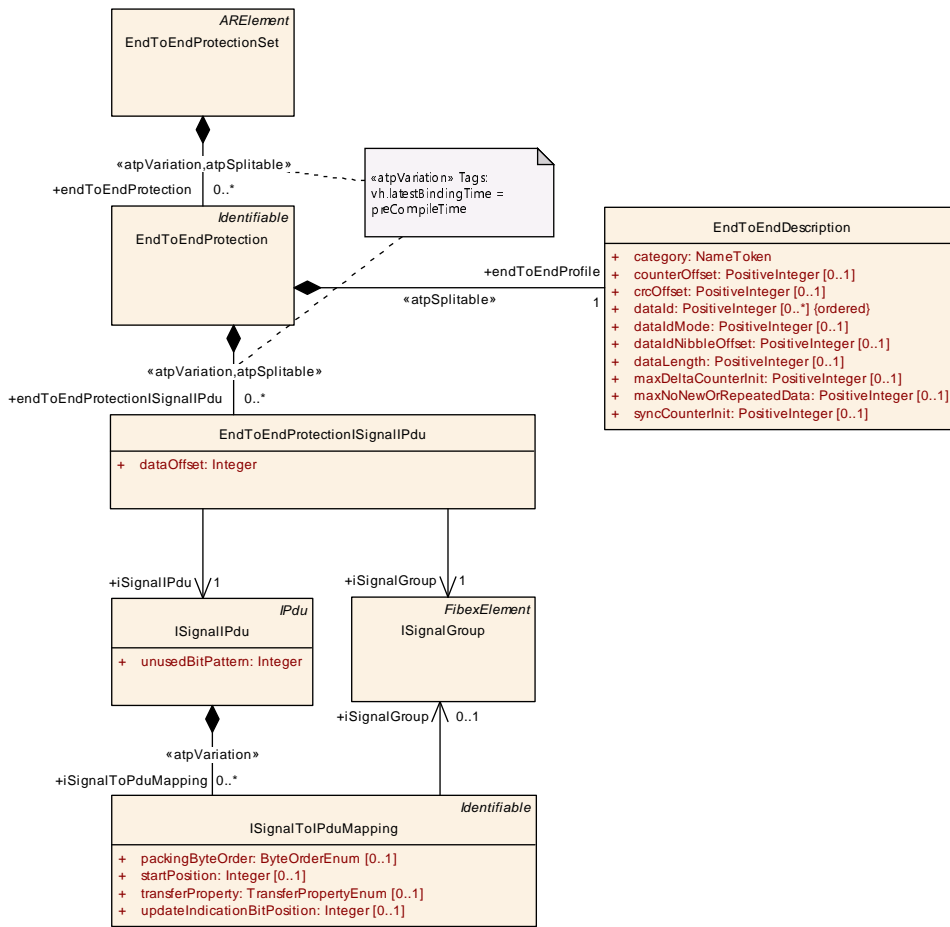 ARElement
EndToEndProtectionSet
«atpVariation,atpSplitable»
+endToEndProtection 0..*
«atpVariation» Tags:
vh.latestBindingTime =
preCompileTime
Identifiable
EndToEndProtection
+endToEndProfile
«atpSplitable» 1
EndToEndDescription
+ category: NameToken
+ counterOffset: PositiveInteger [0..1]
+ crcOffset: PositiveInteger [0..1]
+ dataId: PositiveInteger [0..*] {ordered}
+ dataIdMode: PositiveInteger [0..1]
+ dataIdNibbleOffset: PositiveInteger [0..1]
+ dataLength: PositiveInteger [0..1]
+ maxDeltaCounterInit: PositiveInteger [0..1]
+ maxNoNewOrRepeatedData: PositiveInteger [0..1]
+ syncCounterInit: PositiveInteger [0..1]
«atpVariation,atpSplitable»
+endToEndProtectionISignalIPdu 0..*
EndToEndProtectionISignalIPdu
+ dataOffset: Integer
+iSignalIPdu 1
+iSignalGroup 1
IPdu
ISignalIPdu
+ unusedBitPattern: Integer
FibexElement
ISignalGroup
+iSignalGroup 0..1
«atpVariation»
+iSignalToPduMapping 0..*
Identifiable
ISignalToIPduMapping
+ packingByteOrder: ByteOrderEnum [0..1]
+ startPosition: Integer [0..1]
+ transferProperty: TransferPropertyEnum [0..1]
+ updateIndicationBitPosition: Integer [0..1]